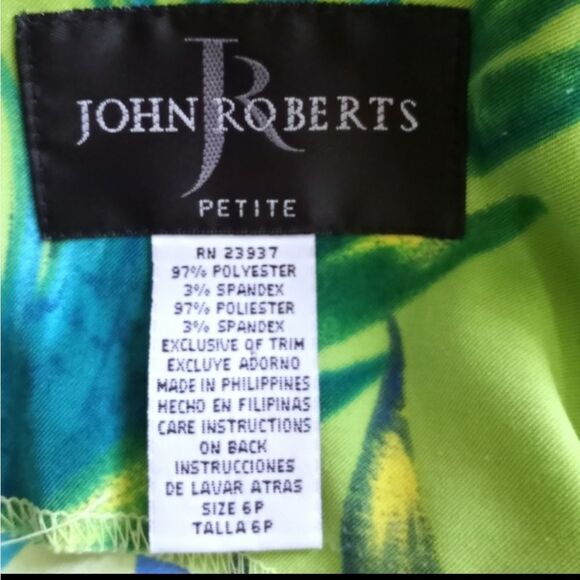 JOHN ROBERTS
PETITE
RN 23937
97% POLYESTER
3% SPANDEX
97% POLIESTER
3% SPANDEX
EXCLUSIVE OF TRIM
EXCLUYE ADORNO
MADE IN PHILIPPINES
HECHO EN FILIPINAS
CARE INSTRUCTIONS
ON BACK
INSTRUCCIONES
DE LAVAR ATRAS
SIZE 6P
TALLA 6P